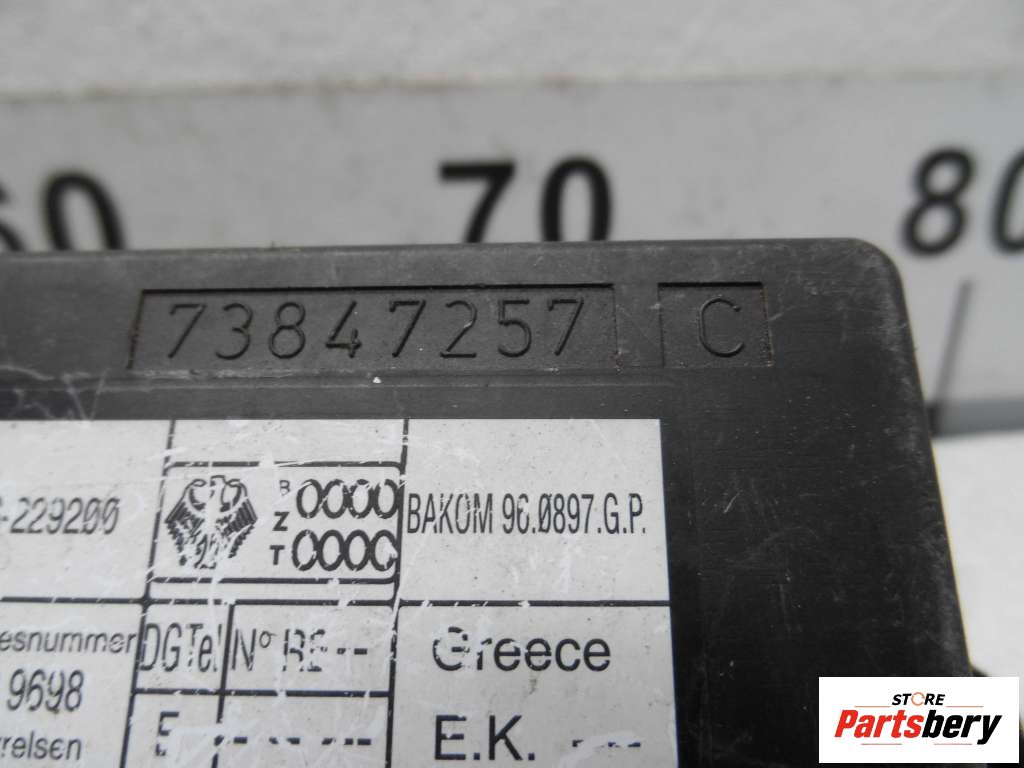 60 70 80
73847257 C
-229200
B
Z
T
0000
0000
BAKOM 96.0897.G.P.
esnummer
DGTel
N° RE---
Greece
9698
relsen
E
E.K. ---
STORE
Partsbery